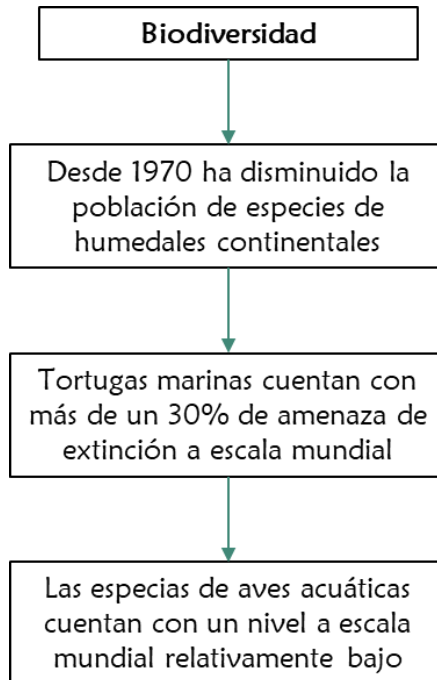 Biodiversidad
Desde 1970 ha disminuido la
población de especies de
humedales continentales
Tortugas marinas cuentan con
más de un 30% de amenaza de
extinción a escala mundial
Las especias de aves acuáticas
cuentan con un nivel a escala
mundial relativamente bajo